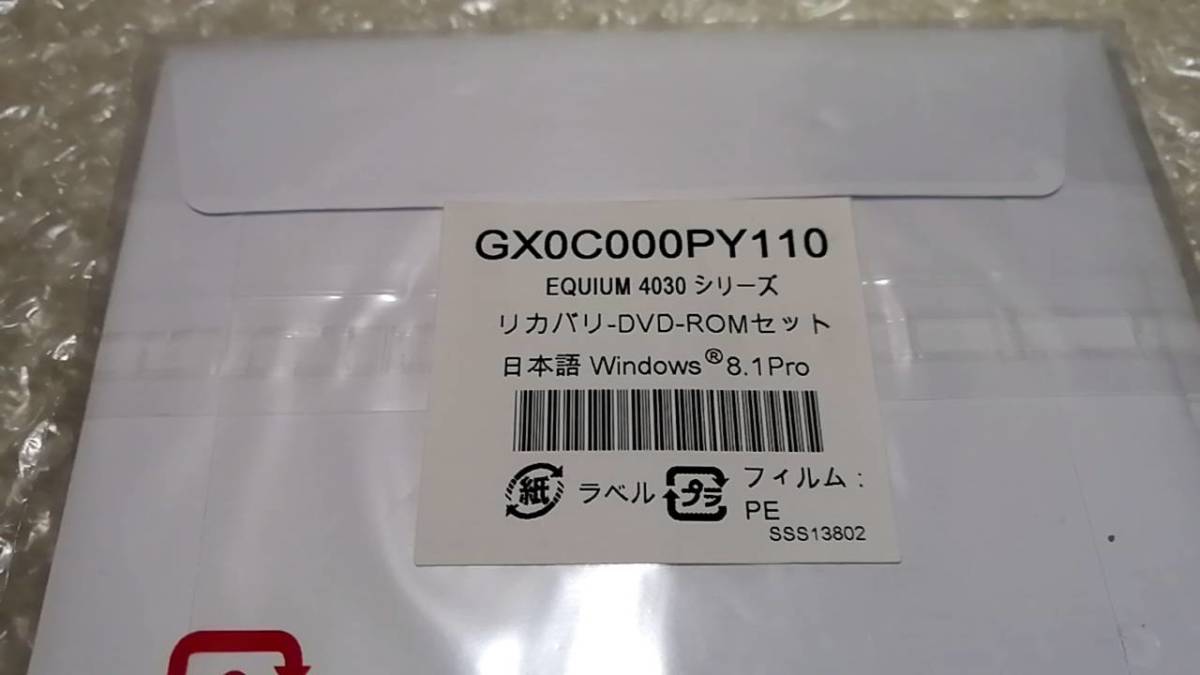 GX0C000PY110
EQUIUM 4030 シリーズ
リカバリ-DVD-ROMセット
日本語 Windows®8.1Pro
紙 ラベル プラ フィルム:
PE
SSS13802